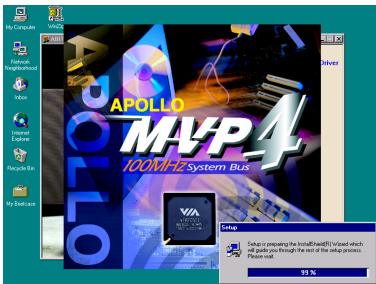 My Computer
WinZip
Network
Neighborhood
Driver
Inbox
Internet
Explorer
Recycle Bin
My Briefcase
APOLLO
APOLLO
MVP4
100MHz System Bus
VIA
Setup
Setup is preparing the InstallShield(R) Wizard which
will guide you through the rest of the setup process.
Please wait.
99 %